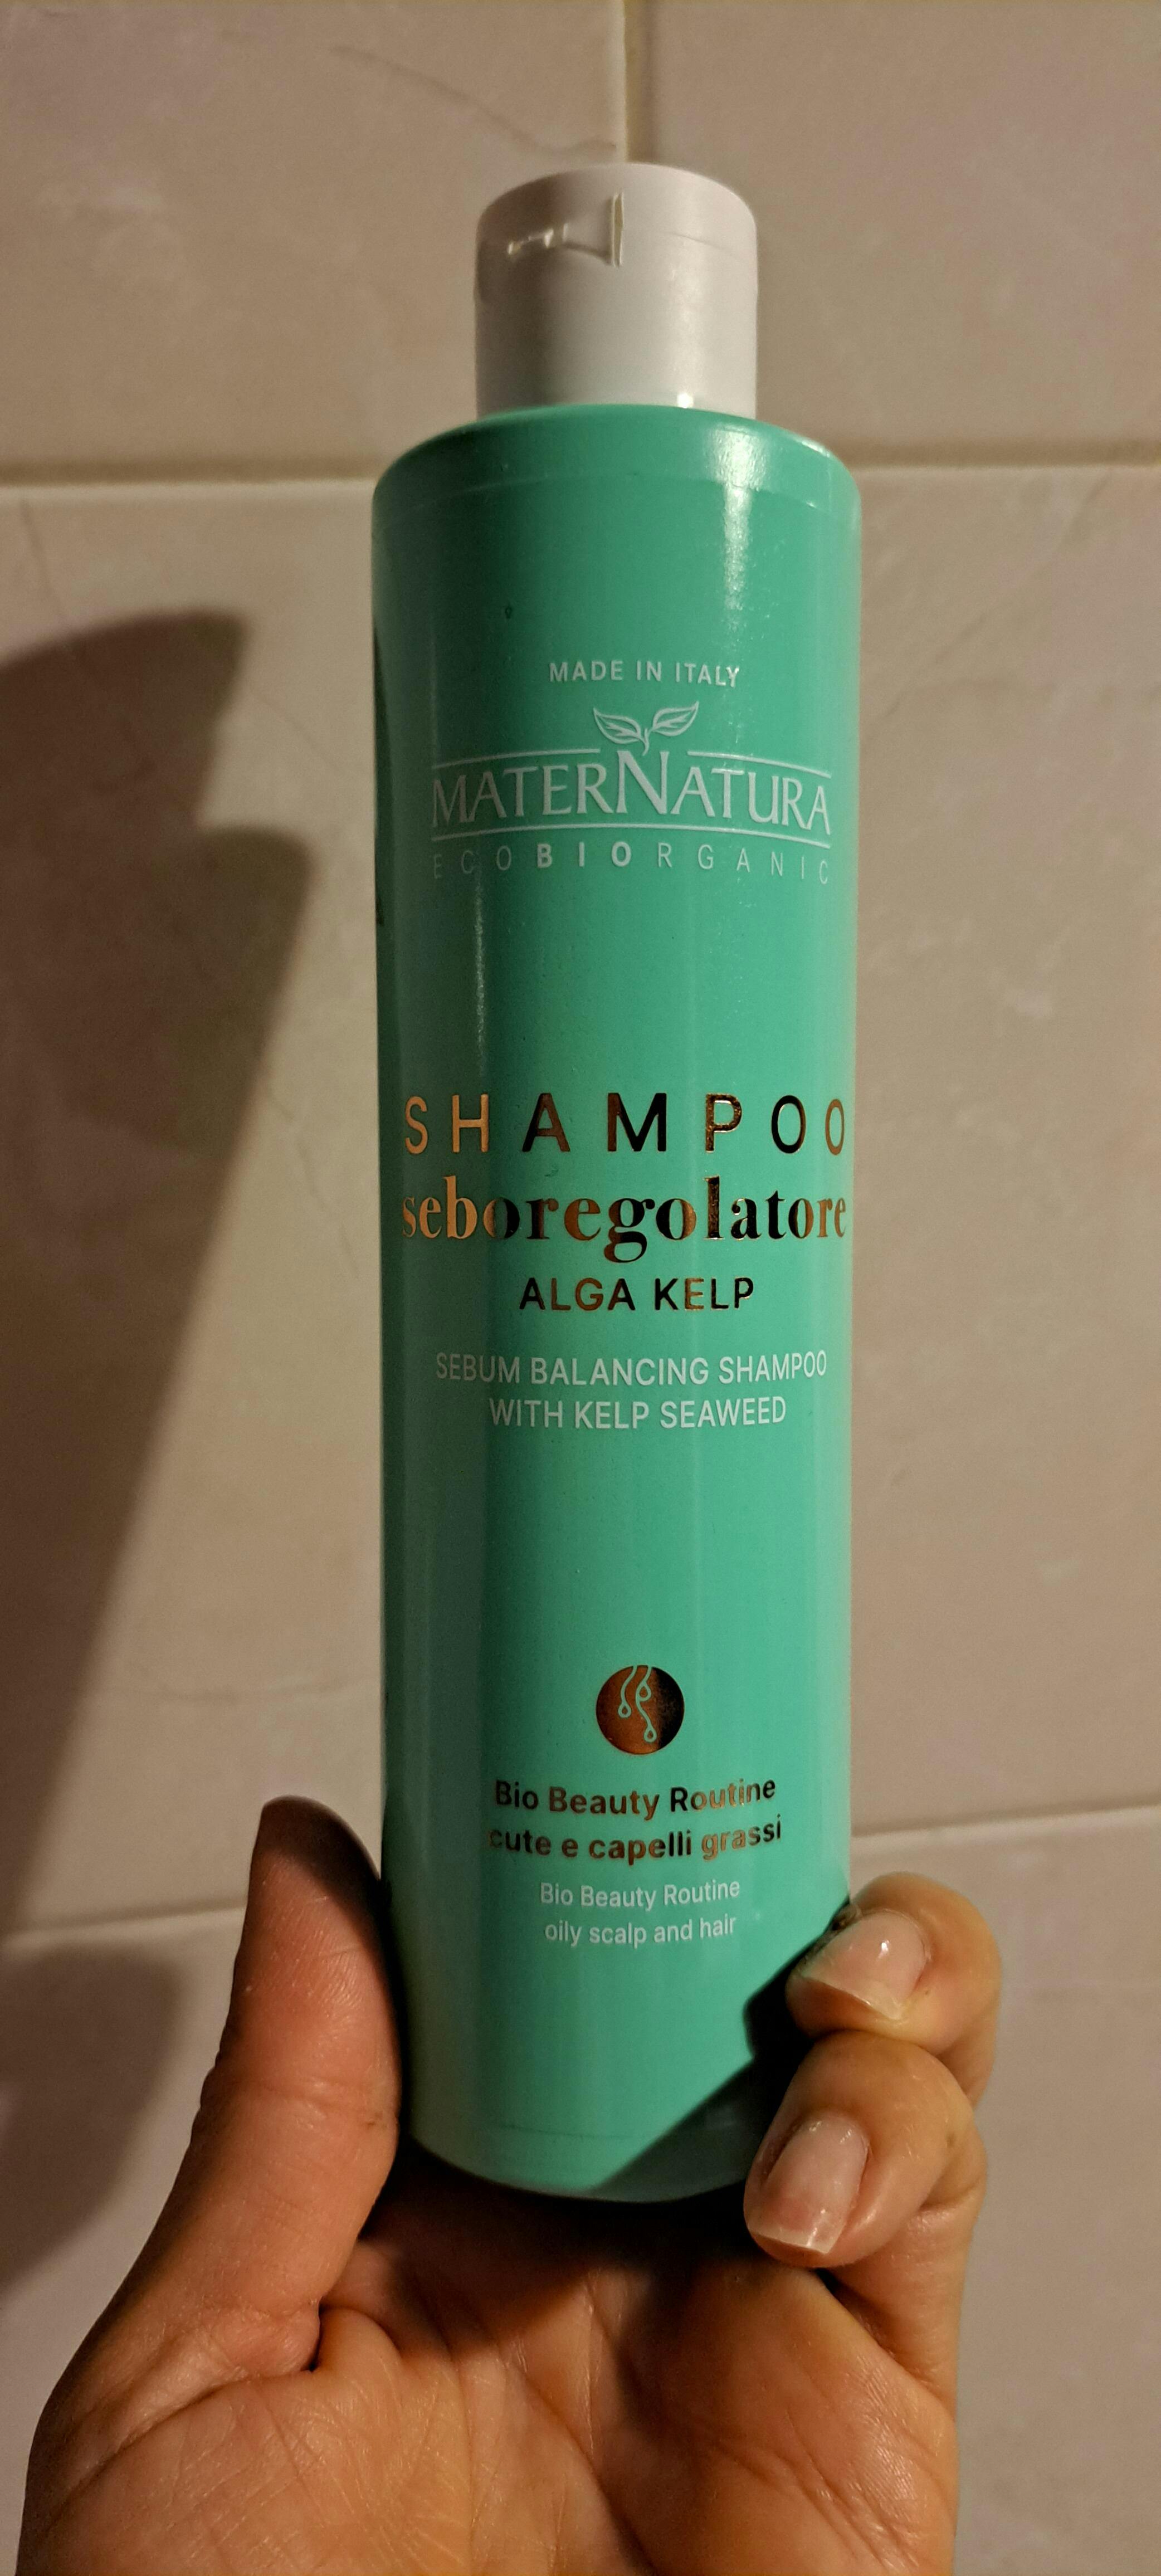 MADE IN ITALY
MATERNATURA
ECOBIORGANIC
SHAMPOO
seboregolatore
ALGA KELP
SEBUM BALANCING SHAMPOO
WITH KELP SEAWEED
Bio Beauty Routine
cute e capelli grassi
Bio Beauty Routine
oily scalp and hair